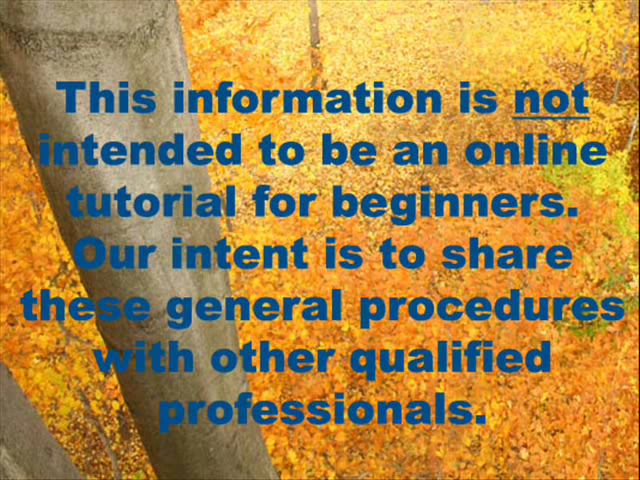 This information is not
intended to be an online
tutorial for beginners.
Our intent is to share
these general procedures
with other qualified
professionals.